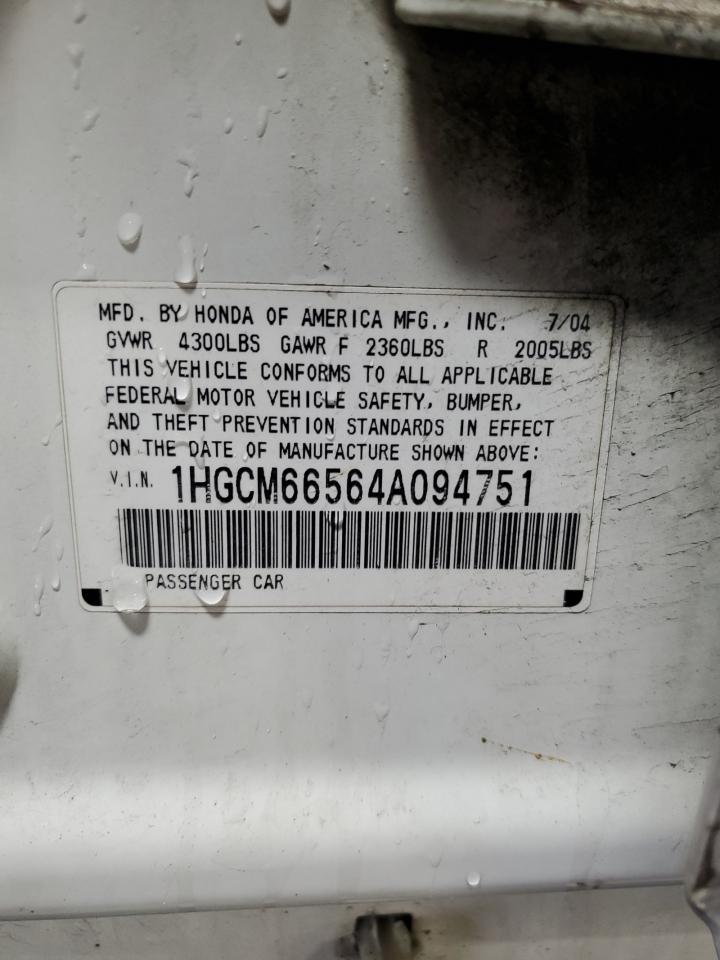 MFD. BY HONDA OF AMERICA MFG., INC. 7/04
GVWR 4300LBS GAWR F 2360LBS R 2005LBS
THIS VEHICLE CONFORMS TO ALL APPLICABLE
FEDERAL MOTOR VEHICLE SAFETY, BUMPER,
AND THEFT PREVENTION STANDARDS IN EFFECT
ON THE DATE OF MANUFACTURE SHOWN ABOVE:
V.I.N. 1HGCM66564A094751
PASSENGER CAR